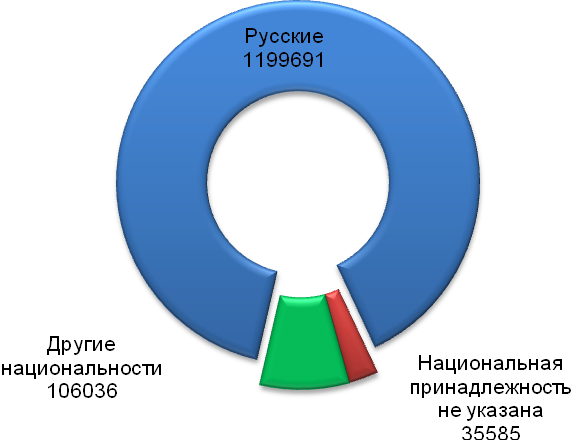 Русские
1199691
Другие
национальности
106036
Национальная
принадлежность
не указана
35585